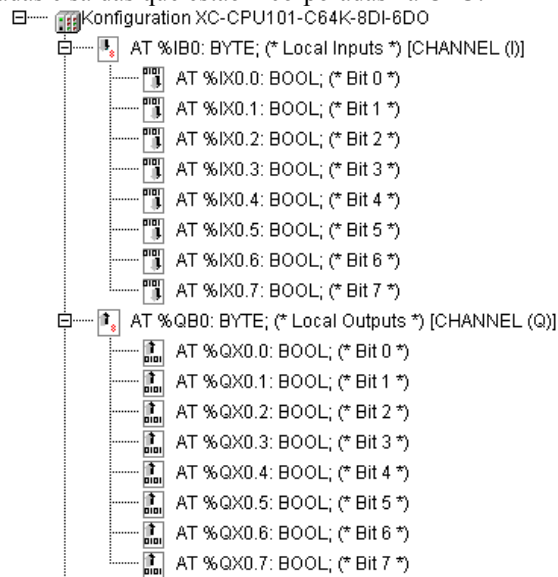 Konfiguration XC-CPU101-C64K-8DI-6DO
AT %IB0: BYTE; (* Local Inputs *) [CHANNEL (I)]
AT %IX0.0: BOOL; (* Bit 0 *)
AT %IX0.1: BOOL; (* Bit 1 *)
AT %IX0.2: BOOL; (* Bit 2 *)
AT %IX0.3: BOOL; (* Bit 3 *)
AT %IX0.4: BOOL; (* Bit 4 *)
AT %IX0.5: BOOL; (* Bit 5 *)
AT %IX0.6: BOOL; (* Bit 6 *)
AT %IX0.7: BOOL; (* Bit 7 *)
AT %QB0: BYTE; (* Local Outputs *) [CHANNEL (Q)]
AT %QX0.0: BOOL; (* Bit 0 *)
AT %QX0.1: BOOL; (* Bit 1 *)
AT %QX0.2: BOOL; (* Bit 2 *)
AT %QX0.3: BOOL; (* Bit 3 *)
AT %QX0.4: BOOL; (* Bit 4 *)
AT %QX0.5: BOOL; (* Bit 5 *)
AT %QX0.6: BOOL; (* Bit 6 *)
AT %QX0.7: BOOL; (* Bit 7 *)